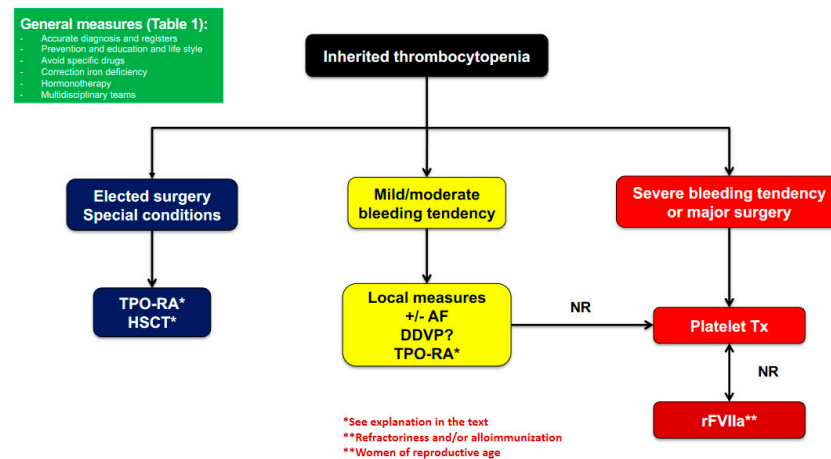 General measures (Table 1):
- Accurate diagnosis and registers
- Prevention and education and life style
- Avoid specific drugs
- Correction iron deficiency
- Hormonotherapy
- Multidisciplinary teams
Inherited thrombocytopenia
Elected surgery
Special conditions
Mild/moderate
bleeding tendency
Severe bleeding tendency
or major surgery
TPO-RA*
HSCT*
Local measures
+/- AF
DDVP?
TPO-RA*
NR
Platelet Tx
NR
rFVIIa**
*See explanation in the text
**Refractoriness and/or alloimmunization
**Women of reproductive age